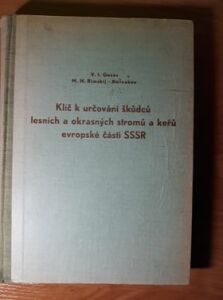 V. I. Gusev
M. N. Rimskij - Korsakov
Klíč k určování škůdců
lesních a okrasných stromů a keřů
evropské části SSSR